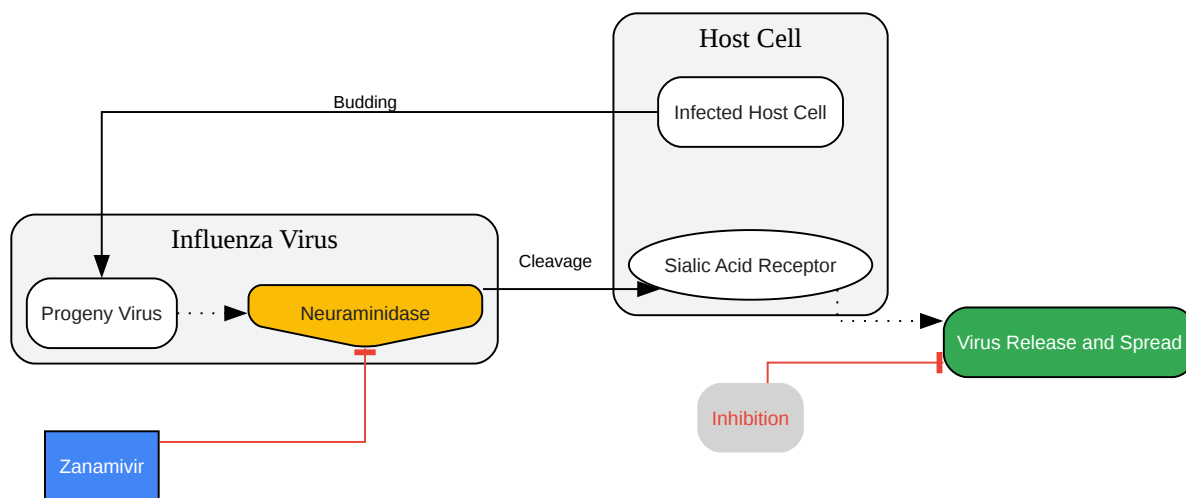 Host Cell
Budding
Infected Host Cell
Influenza Virus
Cleavage
Sialic Acid Receptor
Progeny Virus
Neuraminidase
Virus Release and Spread
Inhibition
Zanamivir